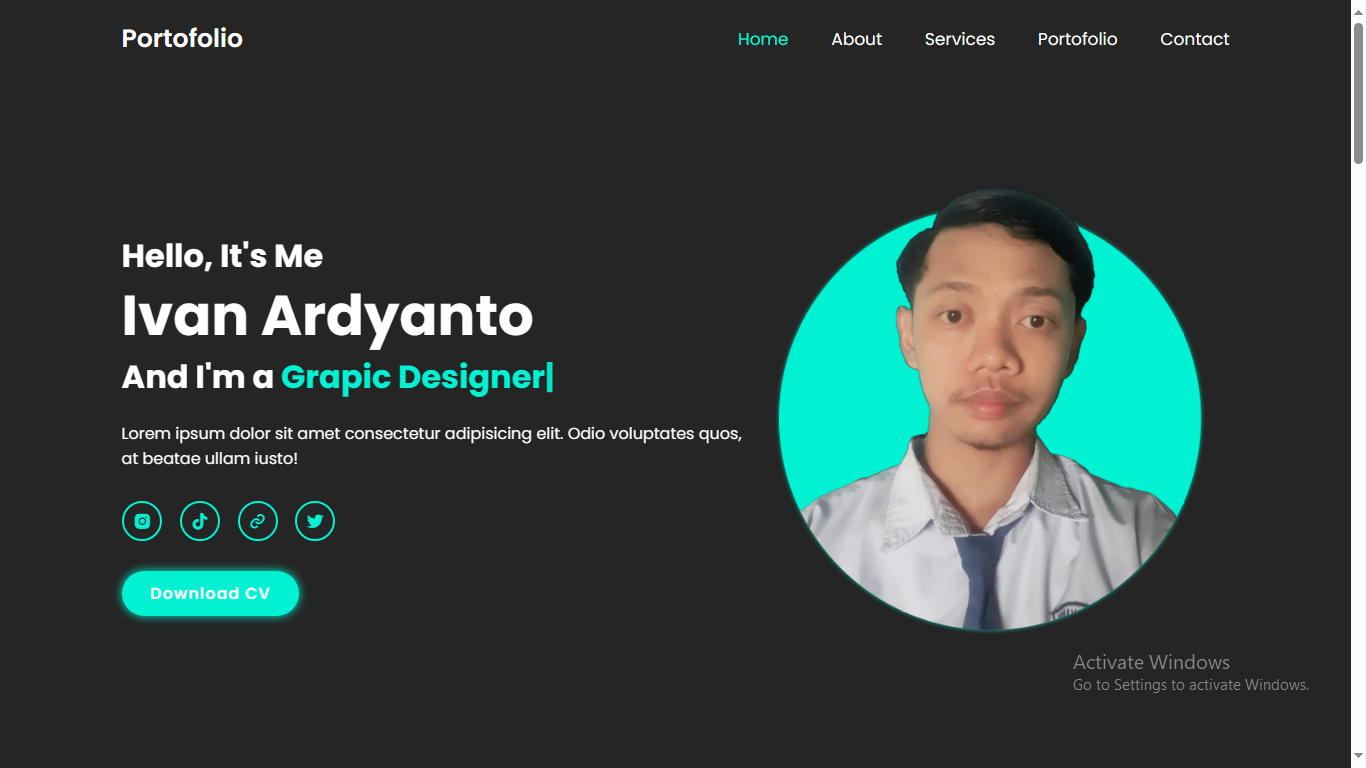 Portofolio
Home About Services Portofolio Contact
Hello, It's Me
Ivan Ardyanto
And I'm a Grapic Designer|
Lorem ipsum dolor sit amet consectetur adipisicing elit. Odio voluptates quos,
at beatae ullam iusto!
Download CV
Activate Windows
Go to Settings to activate Windows.